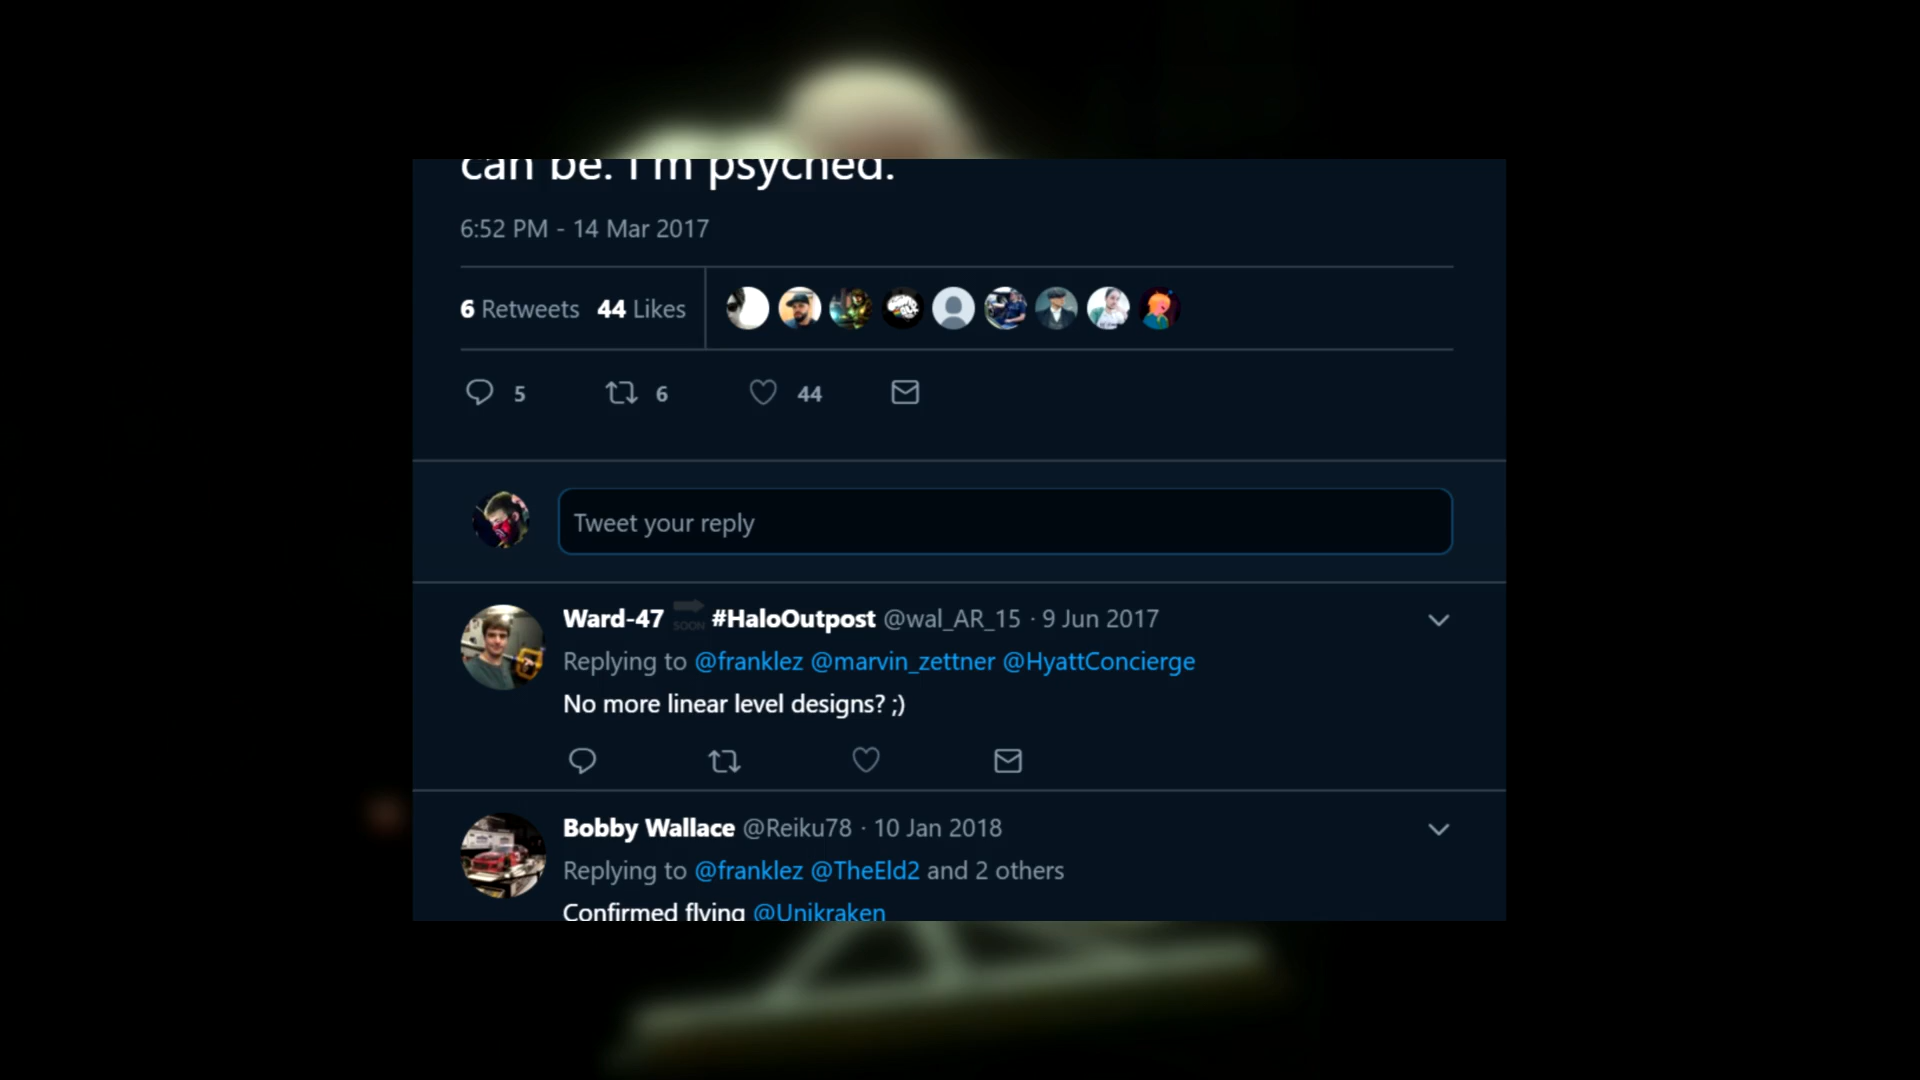 can be. I'm psyched.
6:52 PM - 14 Mar 2017
6 Retweets 44 Likes
5 6 44
Tweet your reply
Ward-47 SOON #HaloOutpost @wal_AR_15 · 9 Jun 2017
Replying to @franklez @marvin_zettner @HyattConcierge
No more linear level designs? ;)
Bobby Wallace @Reiku78 · 10 Jan 2018
Replying to @franklez @TheEld2 and 2 others
Confirmed flying @Unikraken